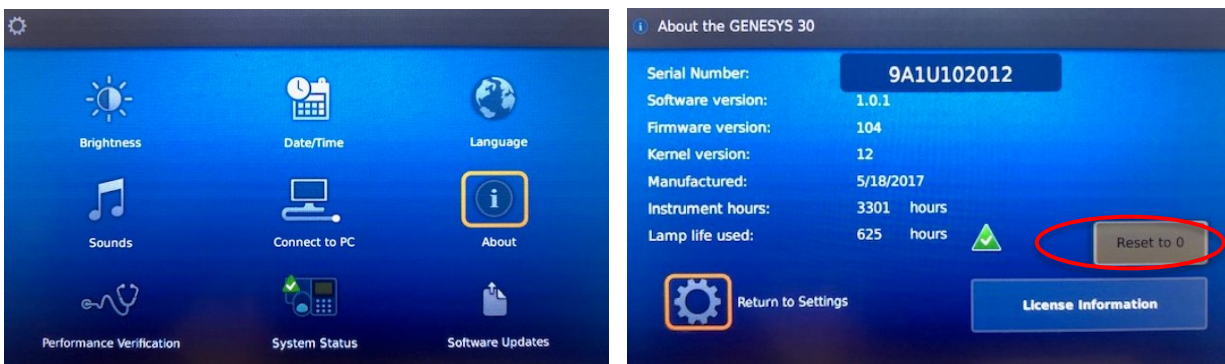 Brightness
Date/Time
Language
Sounds
Connect to PC
About
Performance Verification
System Status
Software Updates
About the GENESYS 30
Serial Number: 9A1U102012
Software version: 1.0.1
Firmware version: 104
Kernel version: 12
Manufactured: 5/18/2017
Instrument hours: 3301 hours
Lamp life used: 625 hours
Reset to 0
Return to Settings
License Information